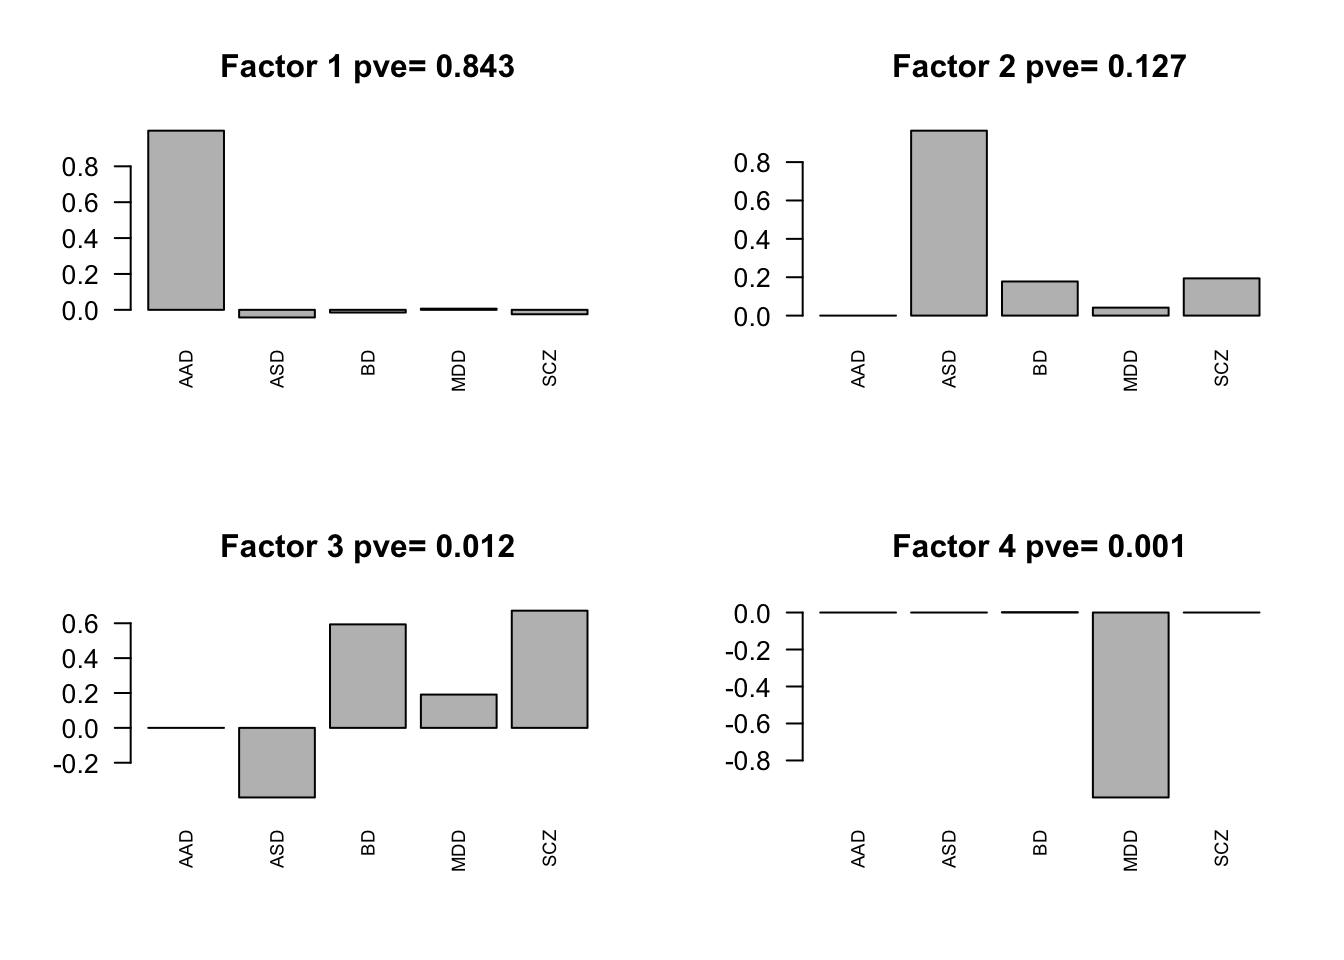 Factor 1 pve= 0.843
0.8
0.6
0.4
0.2
0.0
AAD
ASD
BD
MDD
SCZ
Factor 2 pve= 0.127
0.8
0.6
0.4
0.2
0.0
AAD
ASD
BD
MDD
SCZ
Factor 3 pve= 0.012
0.6
0.4
0.2
0.0
-0.2
AAD
ASD
BD
MDD
SCZ
Factor 4 pve= 0.001
0.0
-0.2
-0.4
-0.6
-0.8
AAD
ASD
BD
MDD
SCZ